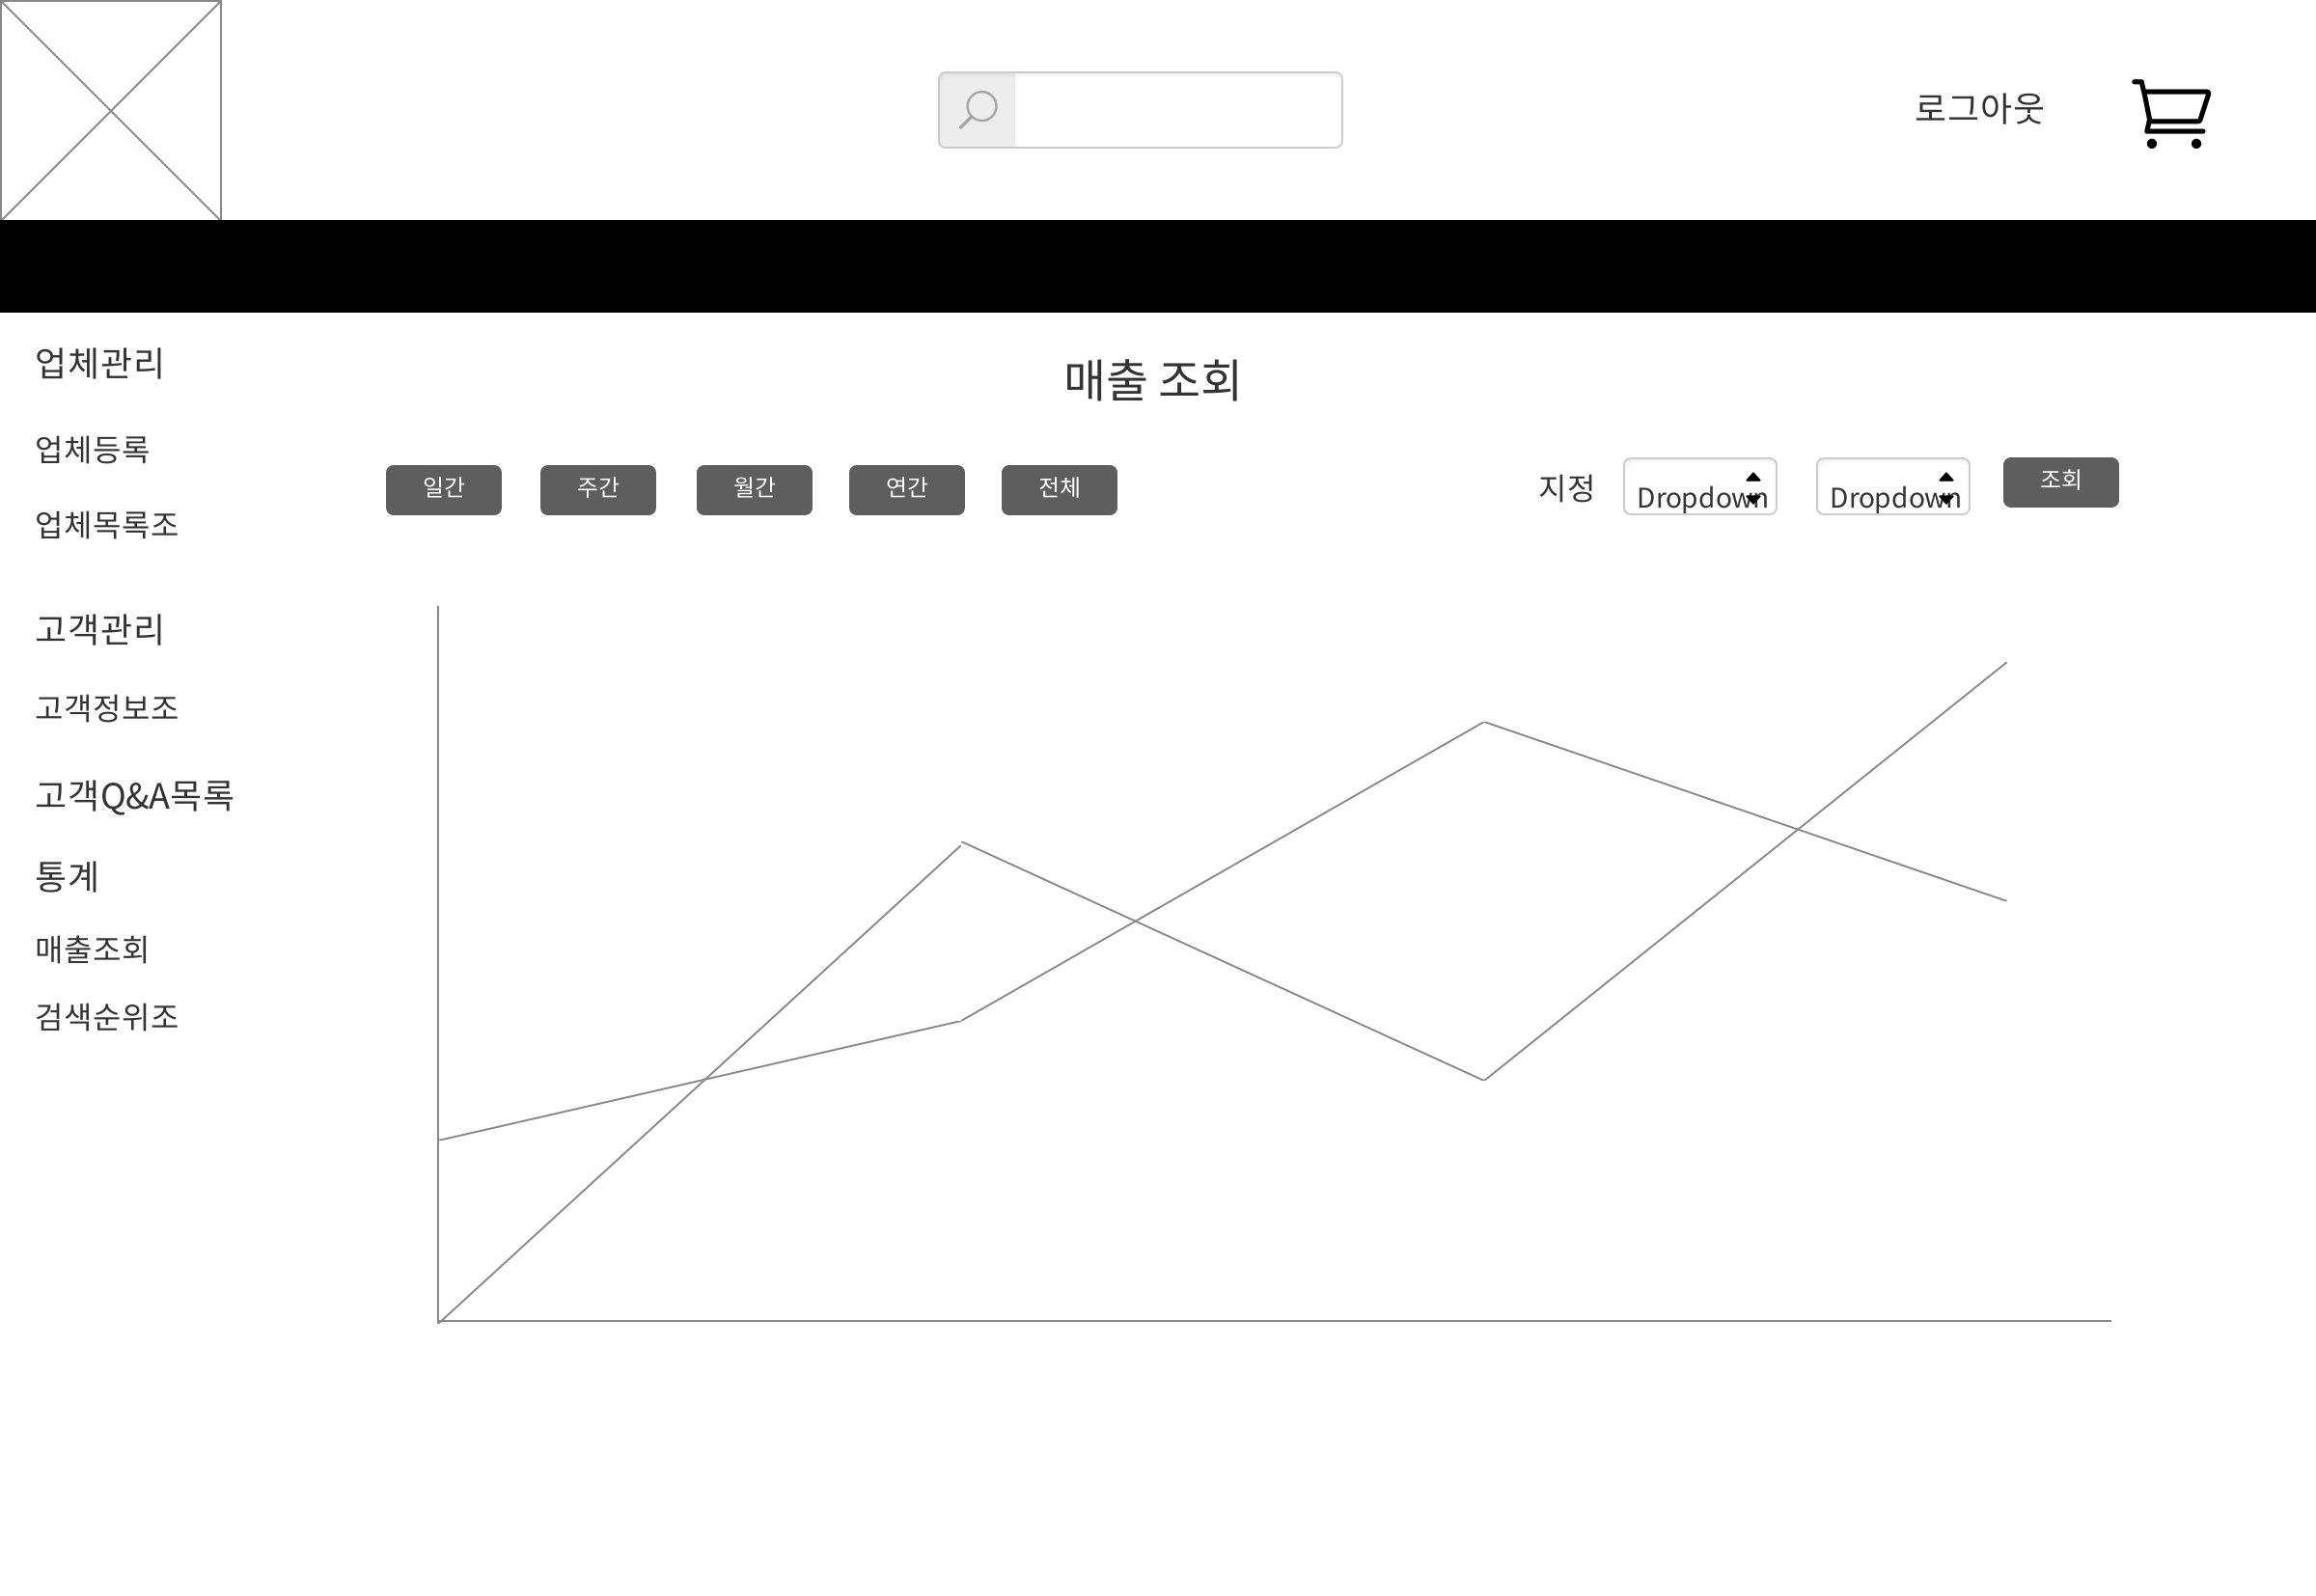 로그아웃
업체관리
매출 조회
업체등록
일간 주간 월간 연간 전체 지정 Dropdown Dropdown 조회
업체목록조
고객관리
고객정보조
고객Q&A목록
통계
매출조회
검색순위조